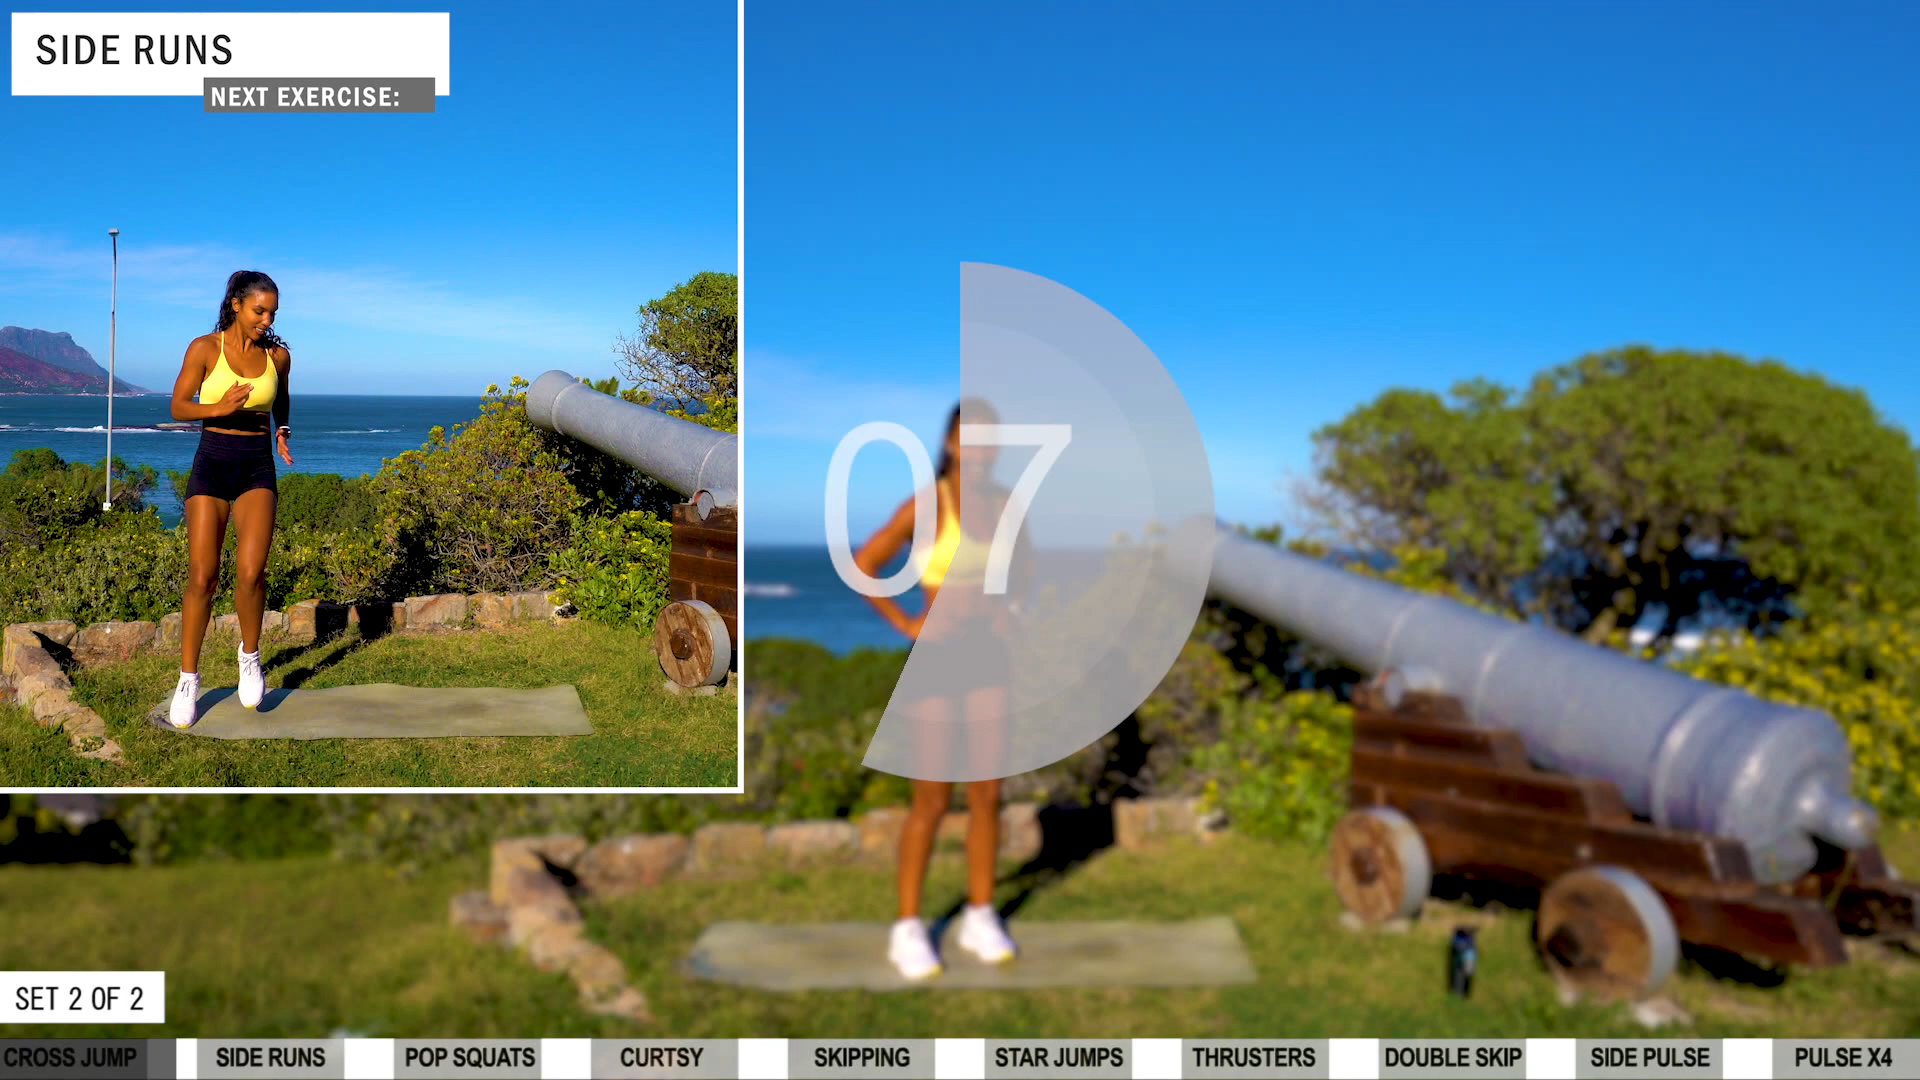 SIDE RUNS
NEXT EXERCISE:
07
SET 2 OF 2
CROSS JUMP SIDE RUNS POP SQUATS CURTSY SKIPPING STAR JUMPS THRUSTERS DOUBLE SKIP SIDE PULSE PULSE X4